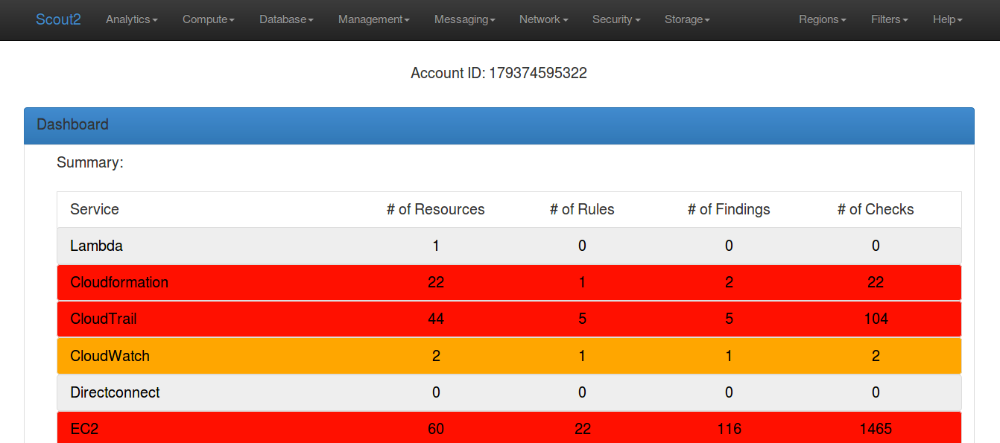 Scout2 Analytics Compute Database Management Messaging Network Security Storage Regions Filters Help
Account ID: 179374595322
Dashboard
Summary:
Service # of Resources # of Rules # of Findings # of Checks
Lambda 1 0 0 0
Cloudformation 22 1 2 22
CloudTrail 44 5 5 104
CloudWatch 2 1 1 2
Directconnect 0 0 0 0
EC2 60 22 116 1465